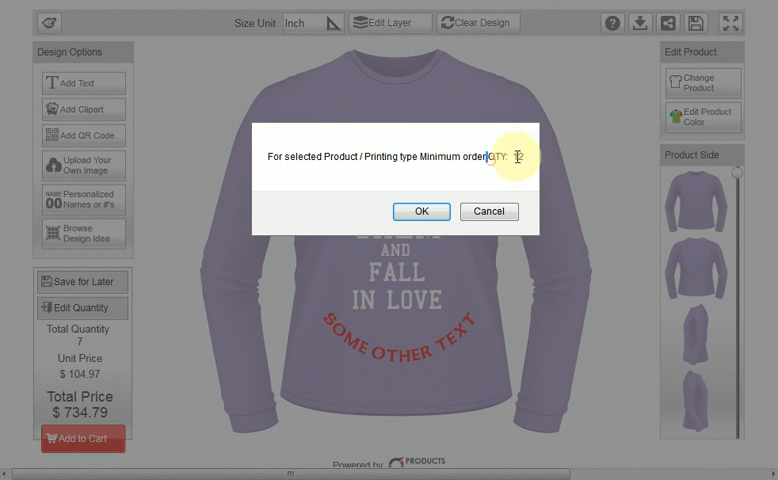 Size Unit Inch Edit Layer Clear Design
Design Options
Add Text
Add Clipart
Add QR Code
Upload Your
Own Image
NAME
00
Personalized
Names or #'s
Browse
Design Idea
Save for Later
Edit Quantity
Total Quantity
7
Unit Price
$ 104.97
Total Price
$ 734.79
Add to Cart
For selected Product / Printing type Minimum order QTY: 12
OK Cancel
AND
FALL
IN LOVE
SOME OTHER TEXT
Powered by PRODUCTS
Edit Product
Change
Product
Edit Product
Color
Product Side